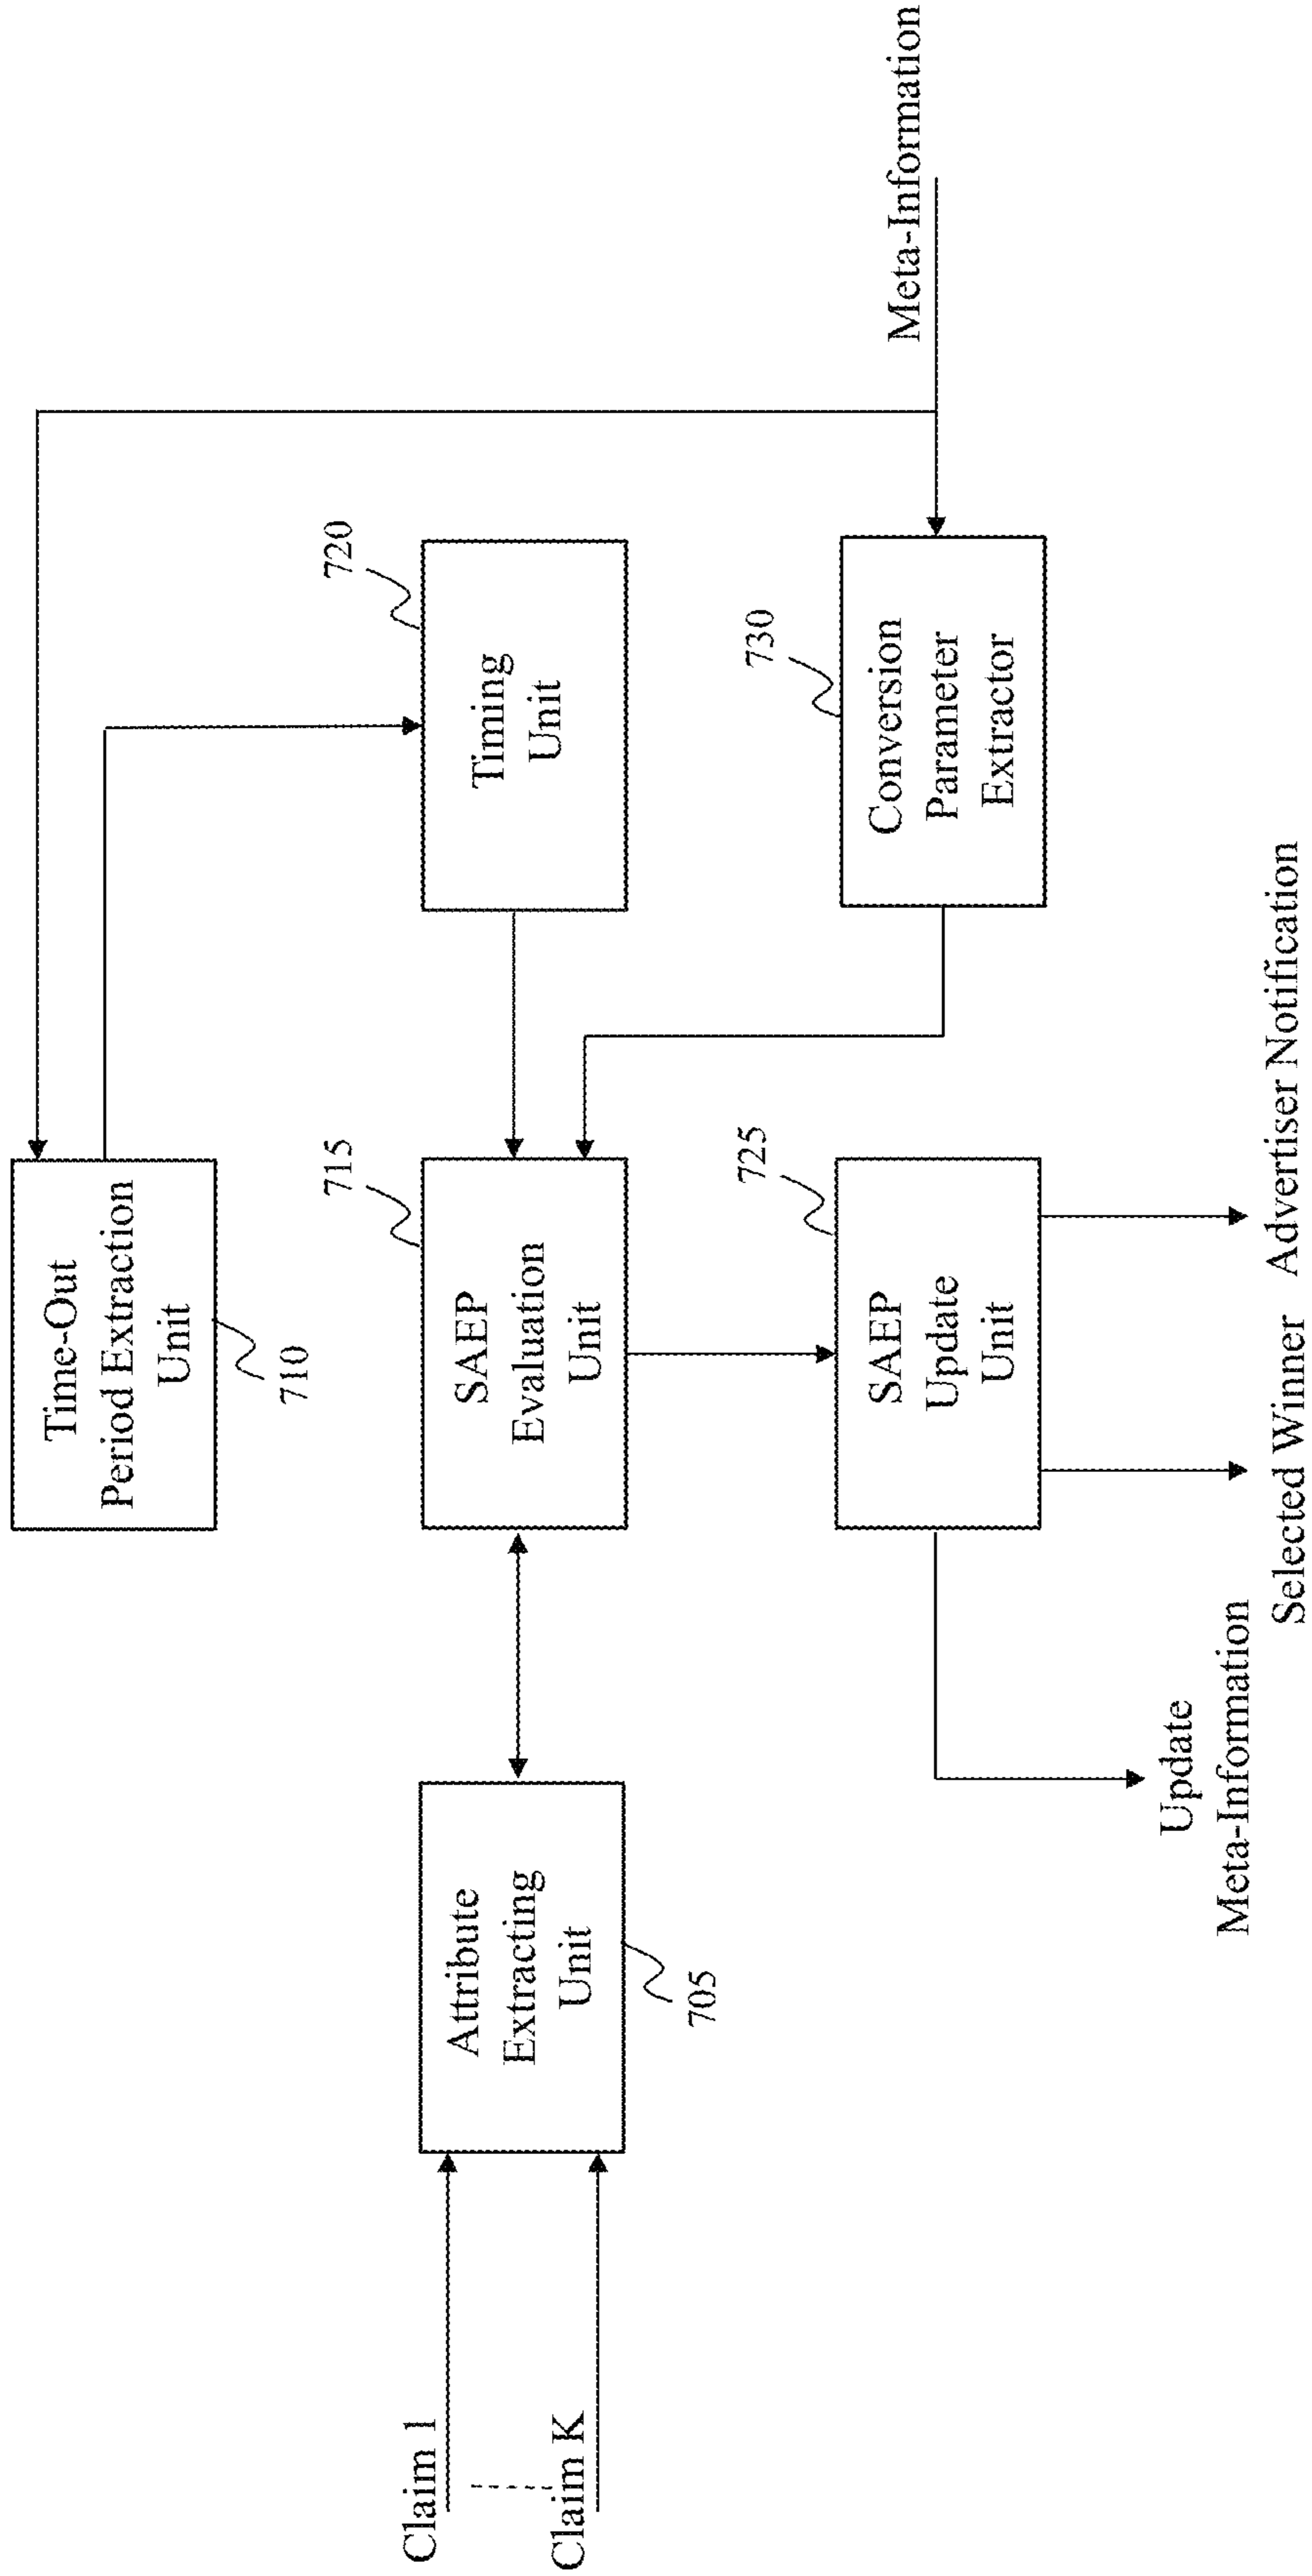 Time-Out
Period Extraction
Unit
710
715
720
SAEP
Evaluation
Unit
Timing
Unit
Attribute
Extracting
Unit
705
Claim 1
Claim K
725
730
SAEP
Update
Unit
Conversion
Parameter
Extractor
Meta-Information
Update
Meta-Information
Selected Winner
Advertiser Notification